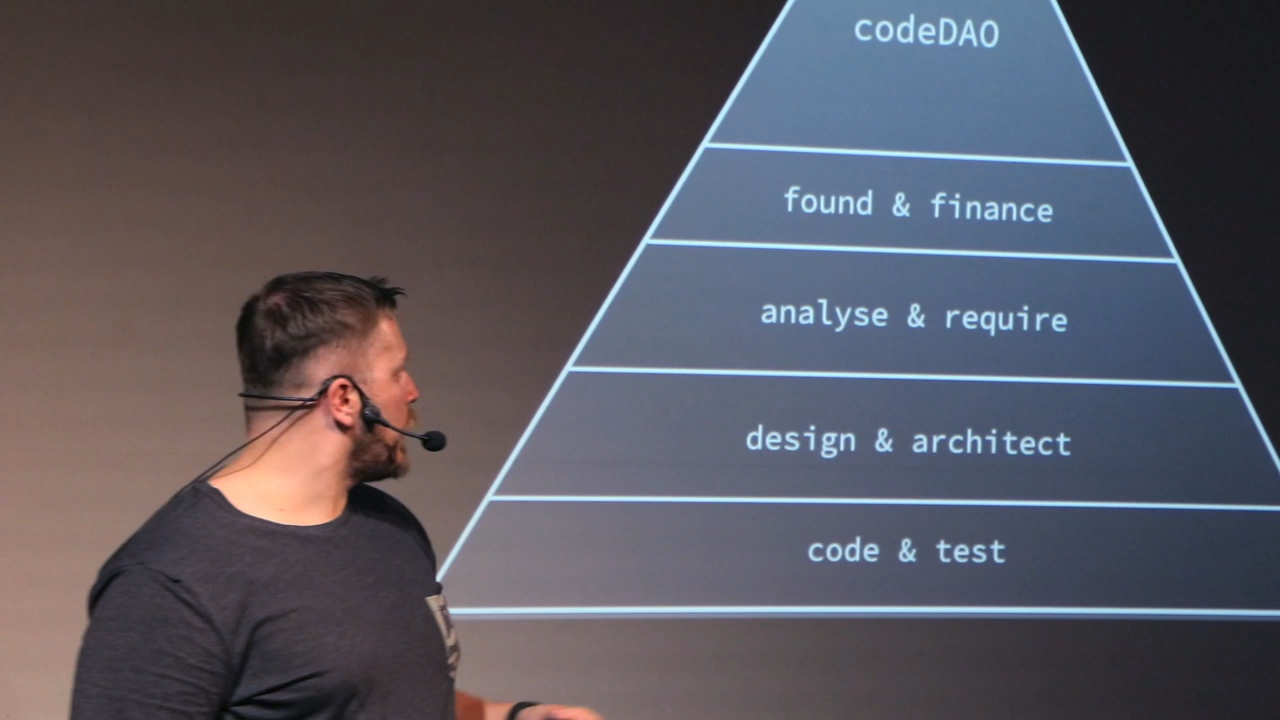 codeDAO
found & finance
analyse & require
design & architect
code & test